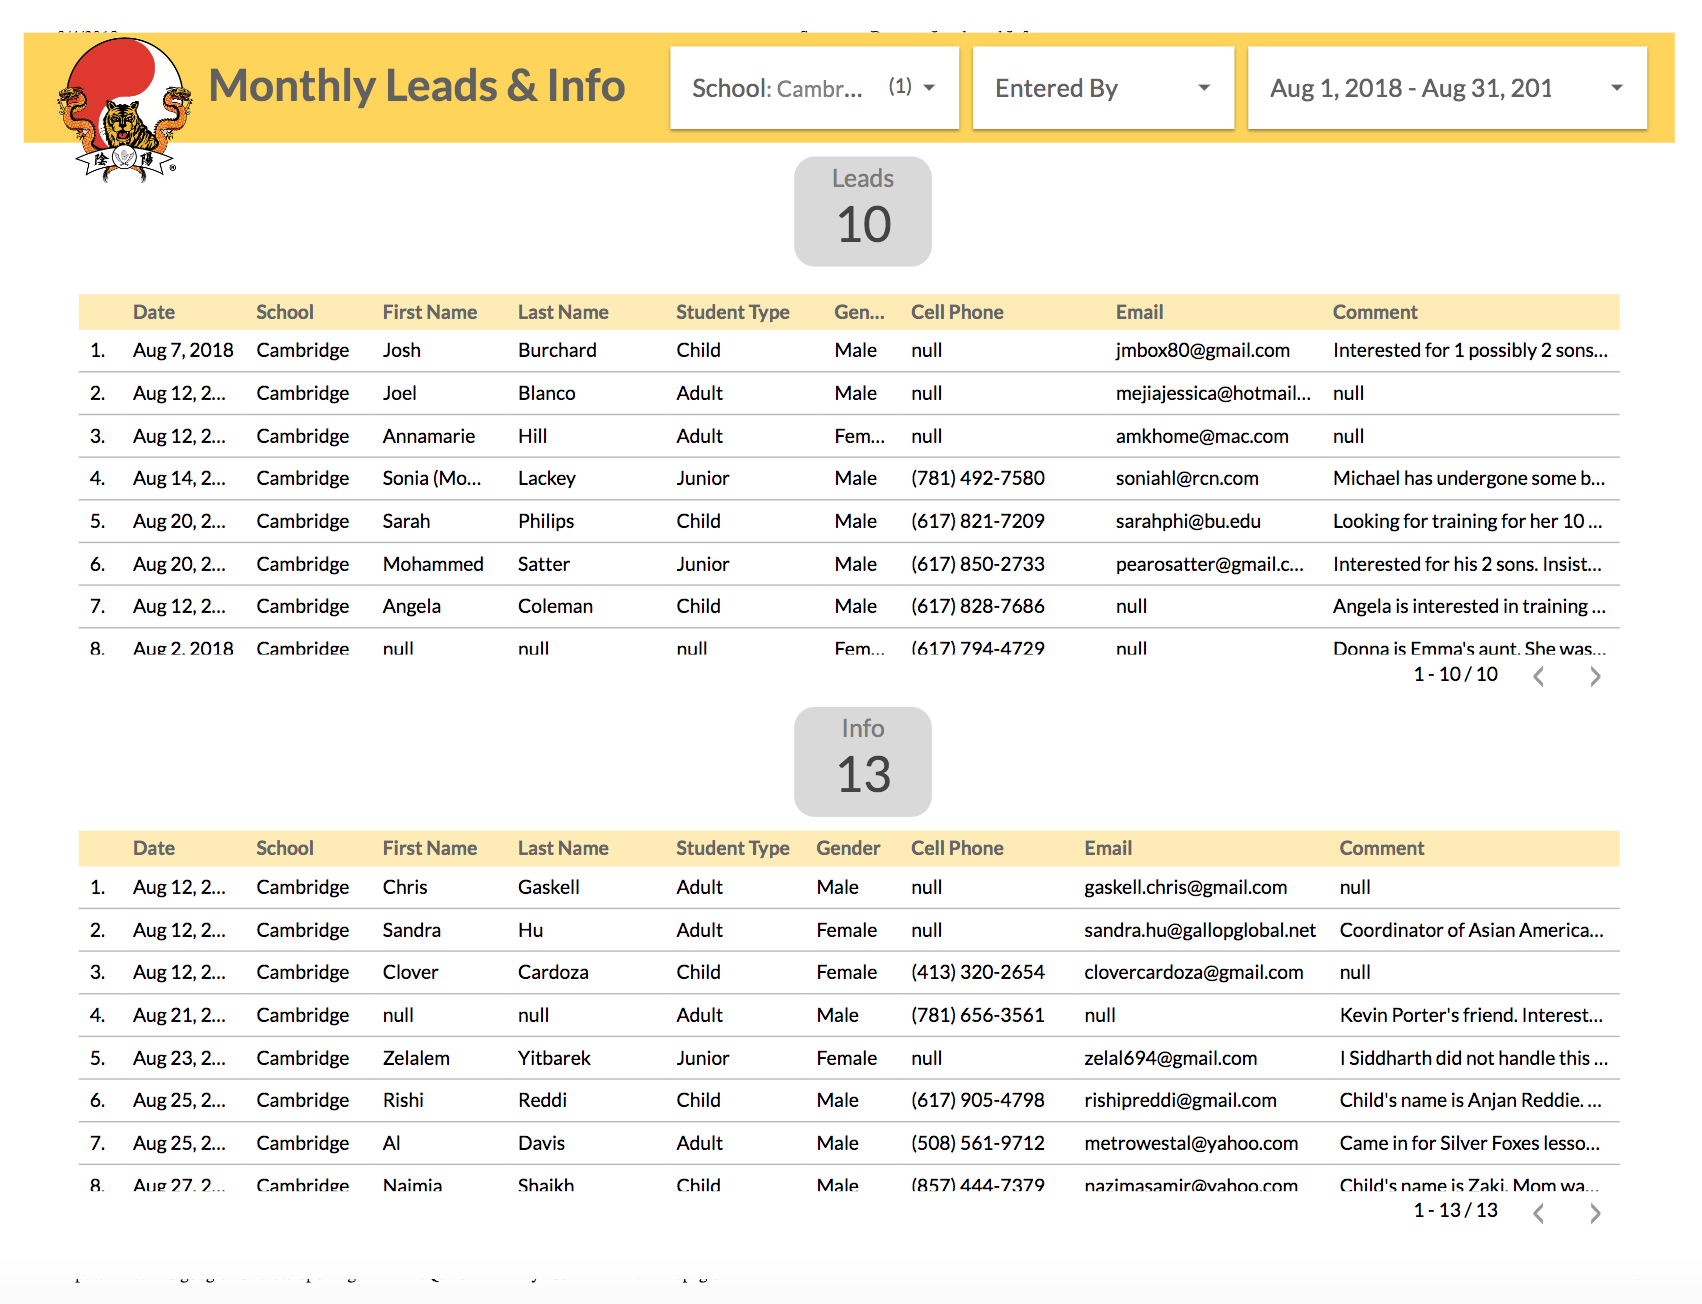 Monthly Leads & Info
School: Cambr... (1)
Entered By
Aug 1, 2018 - Aug 31, 201
陰 陽 ®
Leads
10
Date School First Name Last Name Student Type Gen... Cell Phone Email Comment
1. Aug 7, 2018 Cambridge Josh Burchard Child Male null jmbox80@gmail.com Interested for 1 possibly 2 sons...
2. Aug 12, 2... Cambridge Joel Blanco Adult Male null mejiajessica@hotmail... null
3. Aug 12, 2... Cambridge Annamarie Hill Adult Fem... null amkhome@mac.com null
4. Aug 14, 2... Cambridge Sonia (Mo... Lackey Junior Male (781) 492-7580 soniahl@rcn.com Michael has undergone some b...
5. Aug 20, 2... Cambridge Sarah Philips Child Male (617) 821-7209 sarahphi@bu.edu Looking for training for her 10 ...
6. Aug 20, 2... Cambridge Mohammed Satter Junior Male (617) 850-2733 pearosatter@gmail.c... Interested for his 2 sons. Insist...
7. Aug 12, 2... Cambridge Angela Coleman Child Male (617) 828-7686 null Angela is interested in training ...
8. Aug 2, 2018 Cambridge null null null Fem... (617) 794-4729 null Donna is Emma's aunt. She was...
1 - 10 / 10
Info
13
Date School First Name Last Name Student Type Gender Cell Phone Email Comment
1. Aug 12, 2... Cambridge Chris Gaskell Adult Male null gaskell.chris@gmail.com null
2. Aug 12, 2... Cambridge Sandra Hu Adult Female null sandra.hu@gallopglobal.net Coordinator of Asian America...
3. Aug 12, 2... Cambridge Clover Cardoza Child Female (413) 320-2654 clovercardoza@gmail.com null
4. Aug 21, 2... Cambridge null null Adult Male (781) 656-3561 null Kevin Porter's friend. Interest...
5. Aug 23, 2... Cambridge Zelalem Yitbarek Junior Female null zelal694@gmail.com I Siddharth did not handle this ...
6. Aug 25, 2... Cambridge Rishi Reddi Child Male (617) 905-4798 rishipreddi@gmail.com Child's name is Anjan Reddie. ...
7. Aug 25, 2... Cambridge Al Davis Adult Male (508) 561-9712 metrowestal@yahoo.com Came in for Silver Foxes lesso...
8. Aug 27, 2... Cambridge Naimia Shaikh Child Male (857) 444-7379 nazimasamir@yahoo.com Child's name is Zaki. Mom wa...
1 - 13 / 13